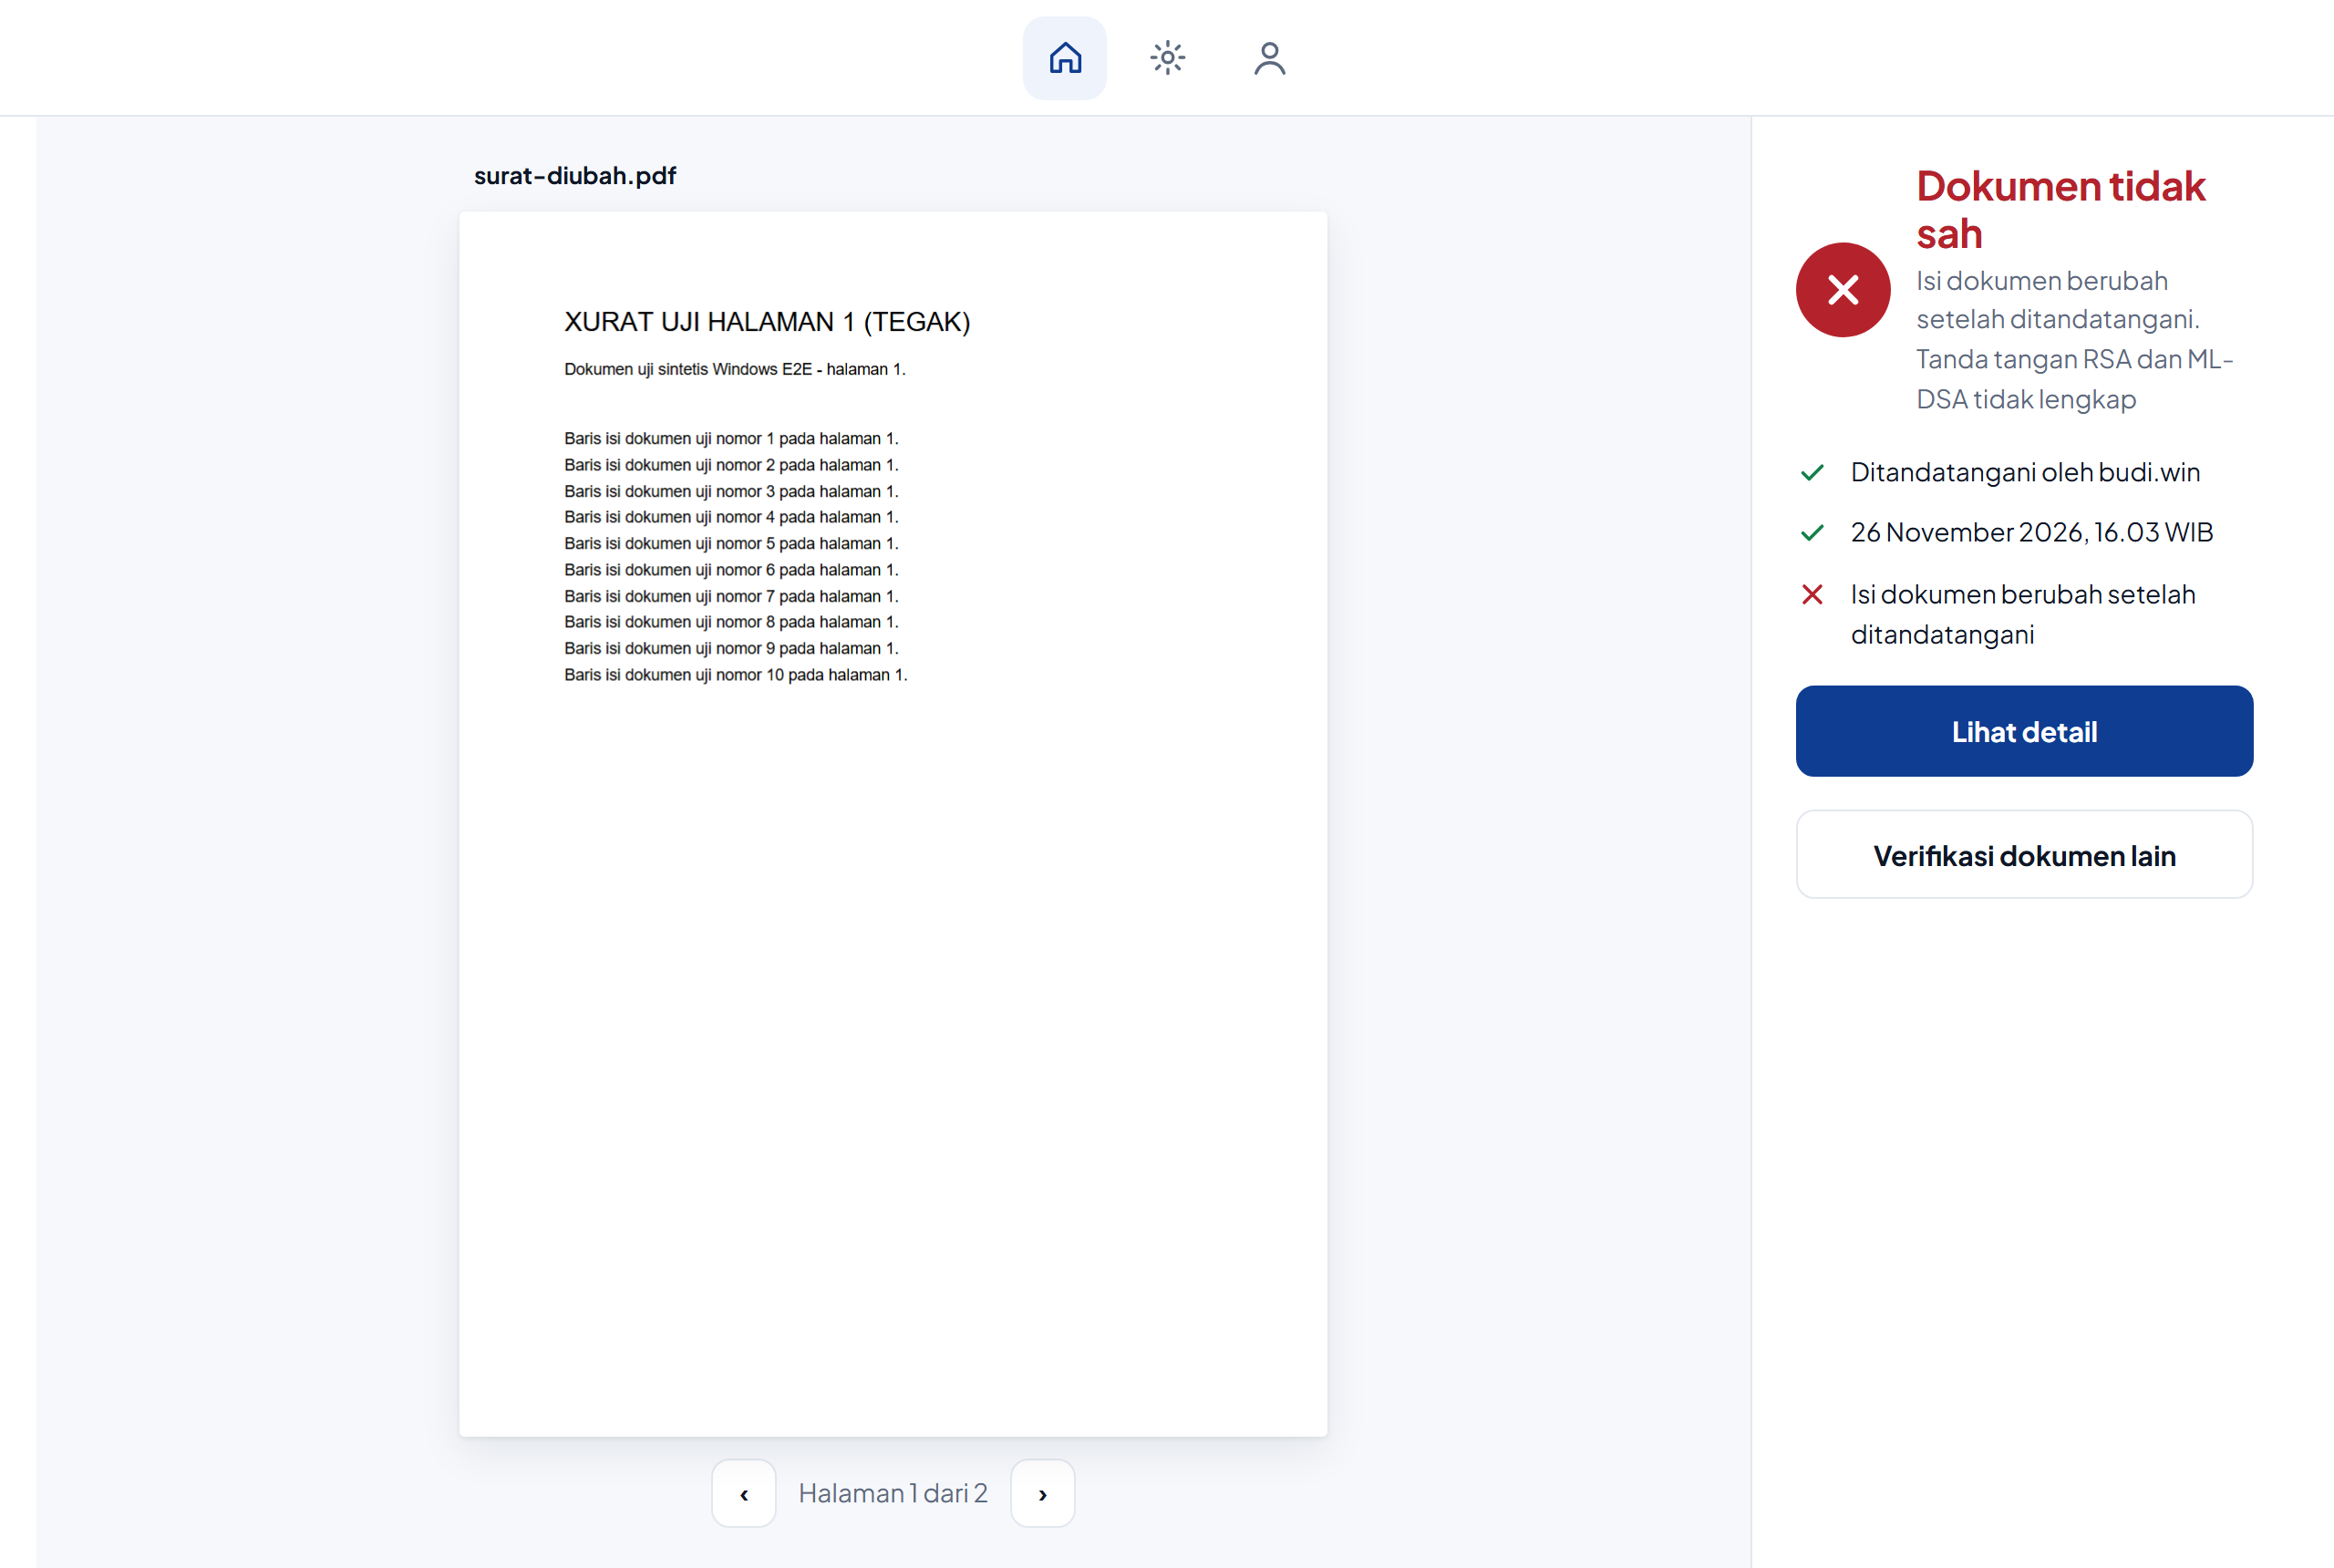 surat-diubah.pdf
XURAT UJI HALAMAN 1 (TEGAK)
Dokumen uji sintetis Windows E2E - halaman 1.
Baris isi dokumen uji nomor 1 pada halaman 1.
Baris isi dokumen uji nomor 2 pada halaman 1.
Baris isi dokumen uji nomor 3 pada halaman 1.
Baris isi dokumen uji nomor 4 pada halaman 1.
Baris isi dokumen uji nomor 5 pada halaman 1.
Baris isi dokumen uji nomor 6 pada halaman 1.
Baris isi dokumen uji nomor 7 pada halaman 1.
Baris isi dokumen uji nomor 8 pada halaman 1.
Baris isi dokumen uji nomor 9 pada halaman 1.
Baris isi dokumen uji nomor 10 pada halaman 1.
‹ Halaman 1 dari 2 ›
Dokumen tidak
sah
Isi dokumen berubah
setelah ditandatangani.
Tanda tangan RSA dan ML-
DSA tidak lengkap
Ditandatangani oleh budi.win
26 November 2026, 16.03 WIB
Isi dokumen berubah setelah
ditandatangani
Lihat detail
Verifikasi dokumen lain